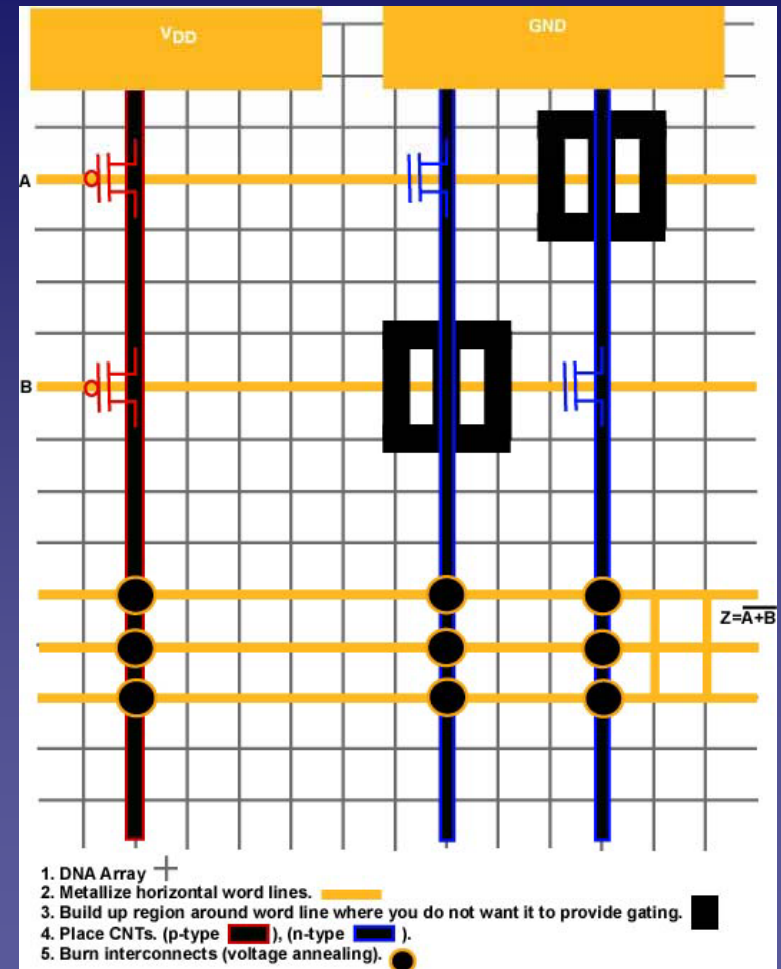 VDD
GND
A
B
Z=A+B
1. DNA Array
2. Metallize horizontal word lines.
3. Build up region around word line where you do not want it to provide gating.
4. Place CNTs. (p-type ), (n-type ).
5. Burn interconnects (voltage annealing).